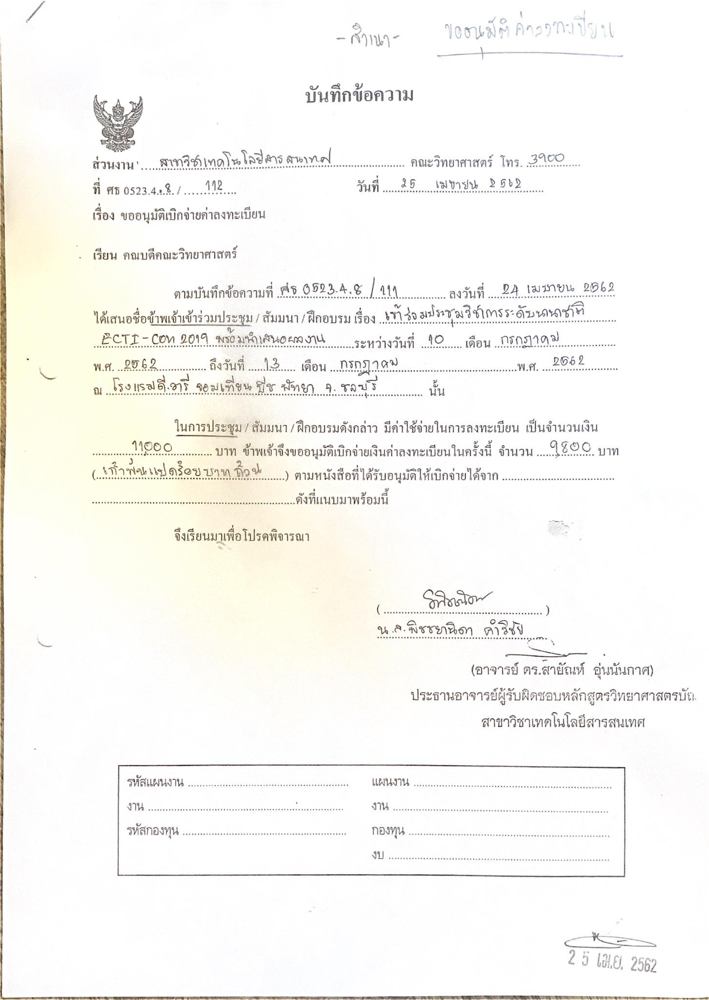 -สำเนา- ขออนุมัติค่าลงทะเบียน
บันทึกข้อความ
ส่วนงาน สาขาวิชาเทคโนโลยีสารสนเทศ คณะวิทยาศาสตร์ โทร. 3900
ที่ ศธ 0523.4.8 / 112 วันที่ 25 เมษายน 2562
เรื่อง ขออนุมัติเบิกจ่ายค่าลงทะเบียน
เรียน คณบดีคณะวิทยาศาสตร์
ตามบันทึกข้อความที่ ศธ 0523.4.8/111 ลงวันที่ 24 เมษายน 2562
ได้เสนอชื่อข้าพเจ้าเข้าร่วมประชุม / สัมมนา / ฝึกอบรม เรื่อง เข้าร่วมประชุมวิชาการระดับนานาชาติ
ECTI-CON 2019 พร้อมนำเสนอผลงาน ระหว่างวันที่ 10 เดือน กรกฎาคม
พ.ศ. 2562 ถึงวันที่ 13 เดือน กรกฎาคม พ.ศ. 2562
ณ โรงแรมดี.วารี จอมเทียน บีช พัทยา จ. ชลบุรี นั้น
ในการประชุม / สัมมนา / ฝึกอบรมดังกล่าว มีค่าใช้จ่ายในการลงทะเบียน เป็นจำนวนเงิน
11,000 บาท ข้าพเจ้าจึงขออนุมัติเบิกจ่ายเงินค่าลงทะเบียนในครั้งนี้ จำนวน 9,800 บาท
(เก้าพันแปดร้อยบาทถ้วน) ตามหนังสือที่ได้รับอนุมัติให้เบิกจ่ายได้จาก
ดังที่แนบมาพร้อมนี้
จึงเรียนมาเพื่อโปรดพิจารณา
น.ส.พิชชยานิดา คำวิชัย
(อาจารย์ ดร.สายัณห์ อุ่นนันกาศ)
ประธานอาจารย์ผู้รับผิดชอบหลักสูตรวิทยาศาสตรบัณ
สาขาวิชาเทคโนโลยีสารสนเทศ
รหัสแผนงาน แผนงาน
งาน งาน
รหัสกองทุน กองทุน
งบ
25 เม.ย. 2562